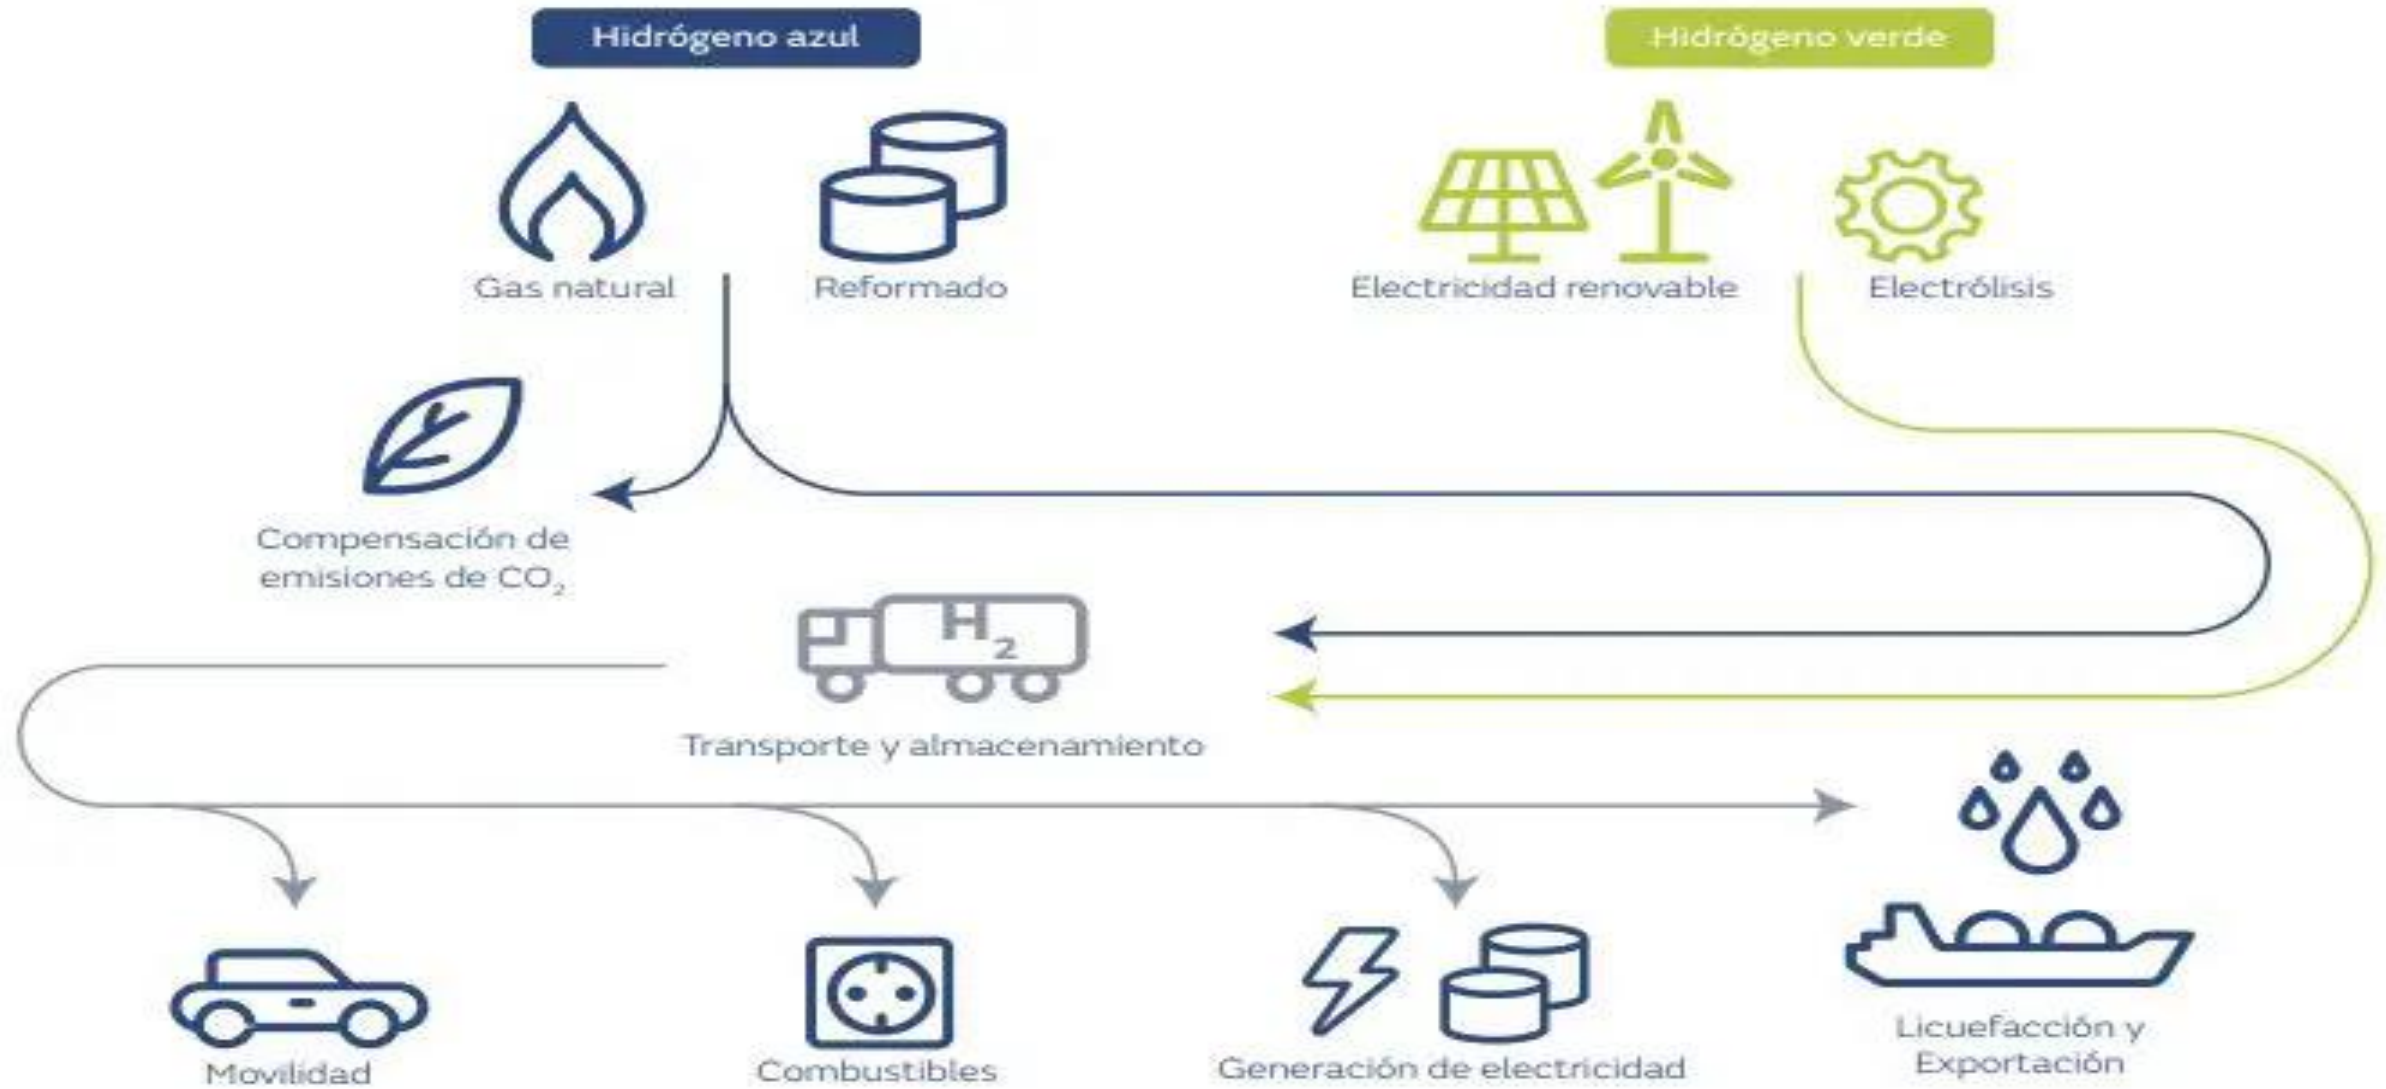 Hidrógeno azul
Hidrógeno verde
Gas natural
Reformado
Electricidad renovable
Electrólisis
Compensación de
emisiones de CO₂
H₂
Transporte y almacenamiento
Movilidad
Combustibles
Generación de electricidad
Licuefacción y
Exportación